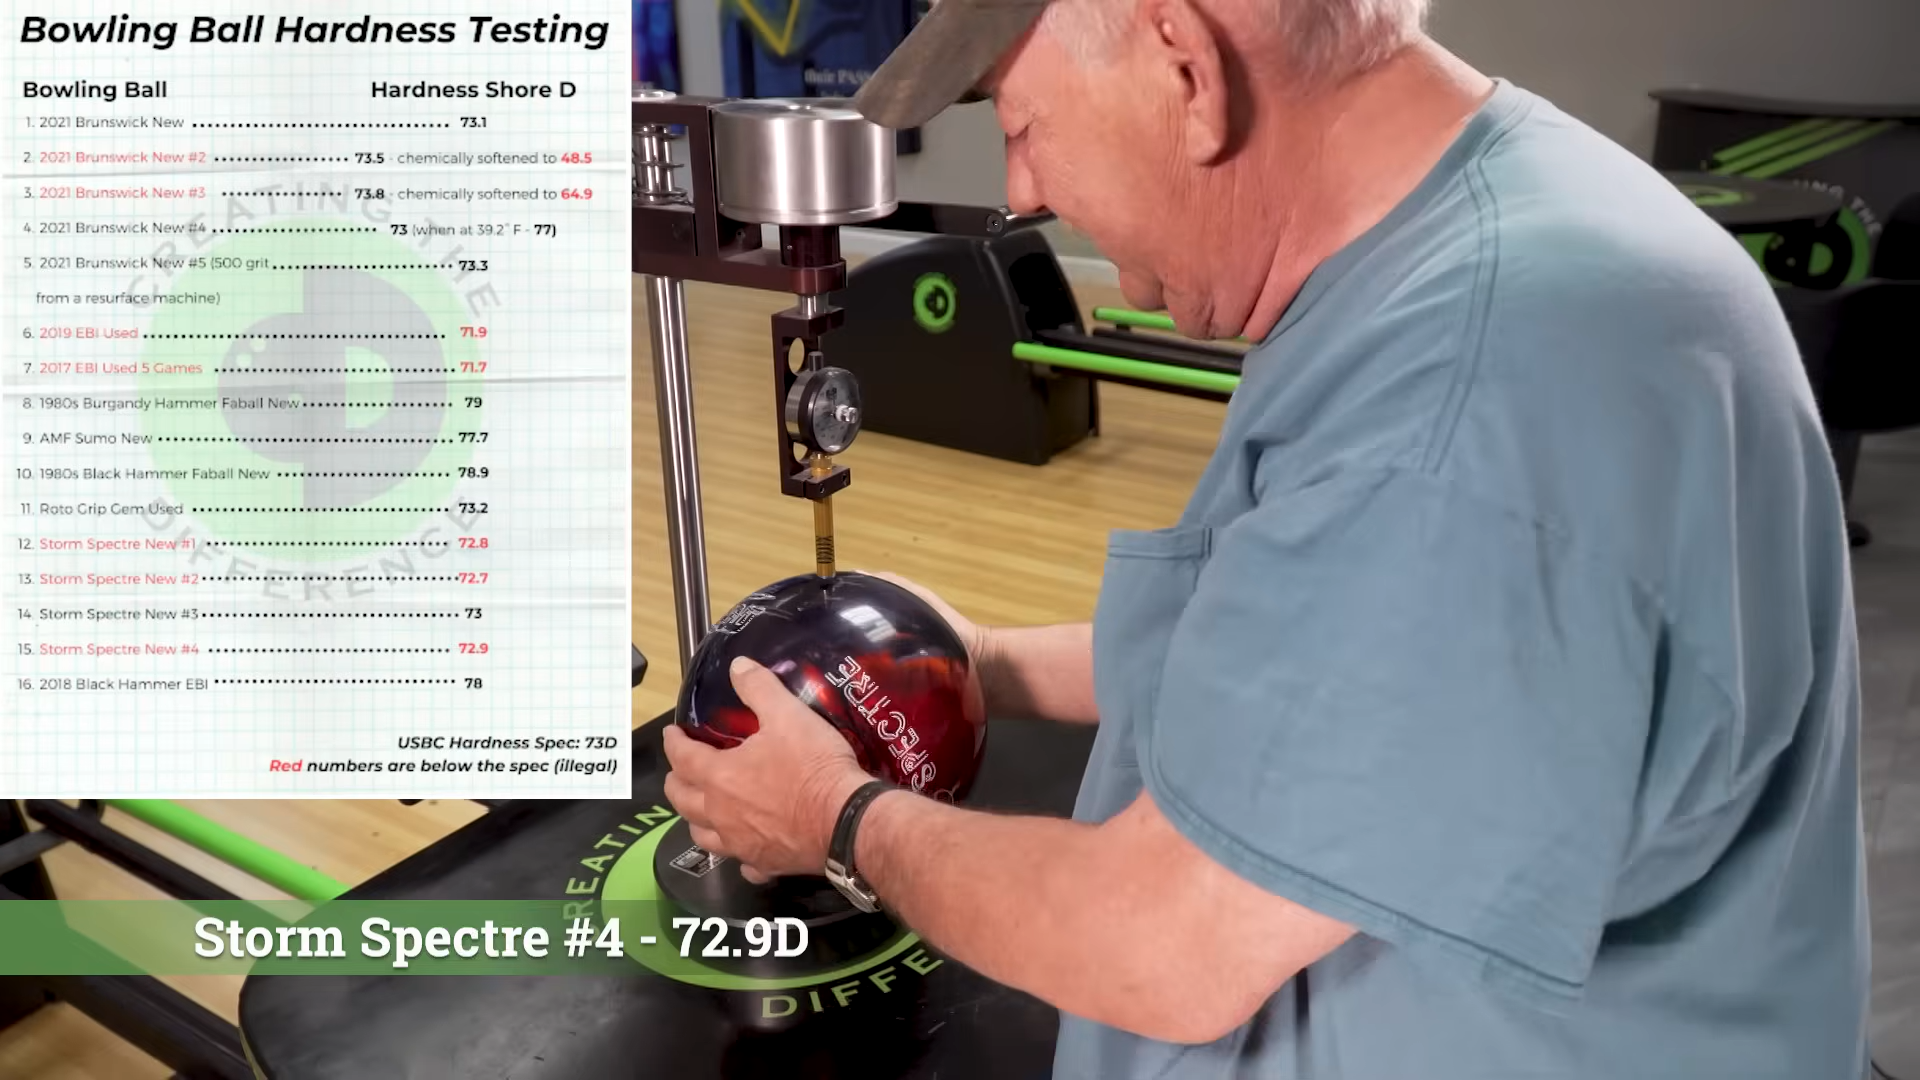 Bowling Ball Hardness Testing
Bowling Ball Hardness Shore D
1. 2021 Brunswick New 73.1
2. 2021 Brunswick New #2 73.5 - chemically softened to 48.5
3. 2021 Brunswick New #3 73.8 - chemically softened to 64.9
4. 2021 Brunswick New #4 73 (when at 39.2° F - 77)
5. 2021 Brunswick New #5 (500 grit 73.3
from a resurface machine)
6. 2019 EBI Used 71.9
7. 2017 EBI Used 5 Games 71.7
8. 1980s Burgandy Hammer Faball New 79
9. AMF Sumo New 77.7
10. 1980s Black Hammer Faball New 78.9
11. Roto Grip Gem Used 73.2
12. Storm Spectre New #1 72.8
13. Storm Spectre New #2 72.7
14. Storm Spectre New #3 73
15. Storm Spectre New #4 72.9
16. 2018 Black Hammer EBI 78
USBC Hardness Spec: 73D
Red numbers are below the spec (illegal)
CREATING THE
DIFFERENCE
SPECTRE
Storm Spectre #4 - 72.9D